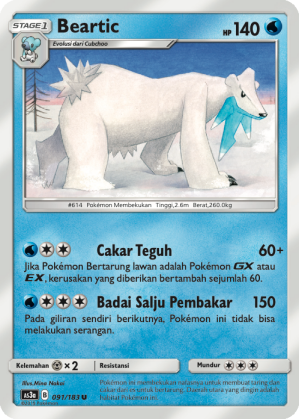 STAGE 1 Beartic HP 140
Evolusi dari Cubchoo
#614 Pokémon Membekukan Tinggi,2.6m Berat,260.0kg
Cakar Teguh 60+
Jika Pokémon Bertarung lawan adalah Pokémon GX atau
EX, kerusakan yang diberikan bertambah sejumlah 60.
Badai Salju Pembakar 150
Pada giliran sendiri berikutnya, Pokémon ini tidak bisa
melakukan serangan.
Kelemahan ×2 Resistansi Mundur
Illus.Mina Nakai
AS3a B 091/183 U